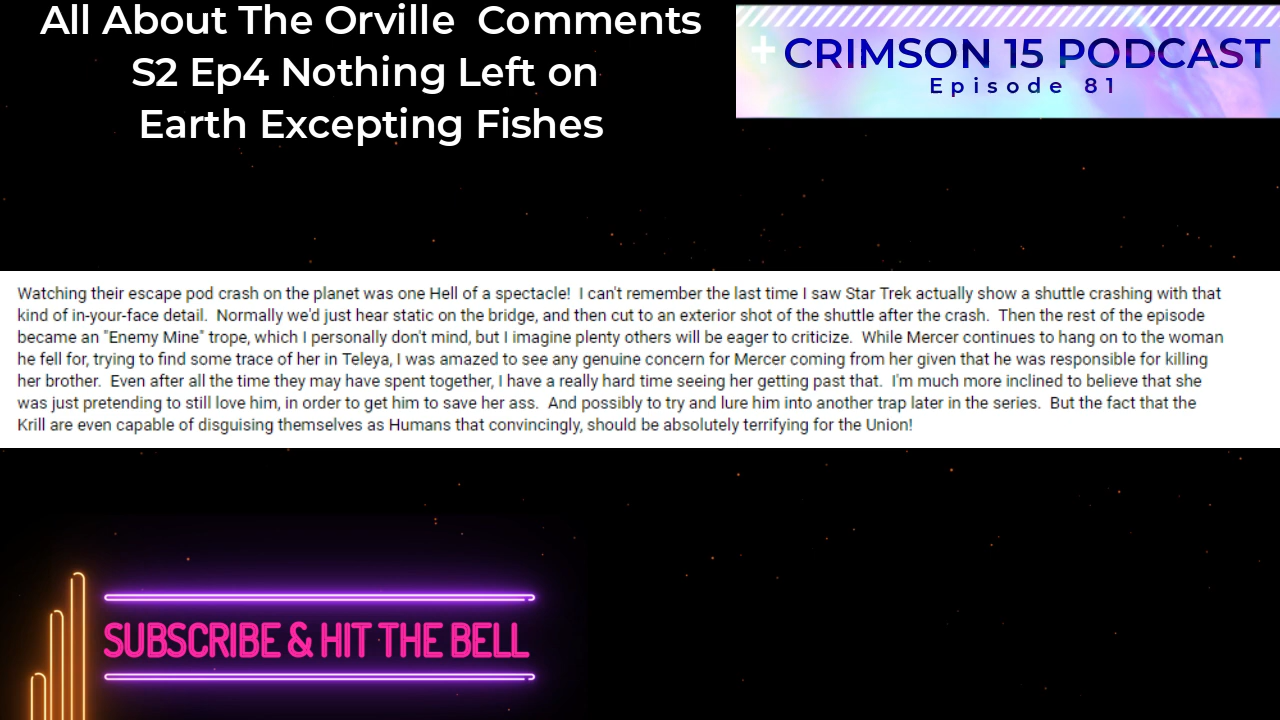 All About The Orville  Comments
S2 Ep4 Nothing Left on
Earth Excepting Fishes
CRIMSON 15 PODCAST
Episode 81
Watching their escape pod crash on the planet was one Hell of a spectacle!  I can't remember the last time I saw Star Trek actually show a shuttle crashing with that
kind of in-your-face detail.  Normally we'd just hear static on the bridge, and then cut to an exterior shot of the shuttle after the crash.  Then the rest of the episode
became an "Enemy Mine" trope, which I personally don't mind, but I imagine plenty others will be eager to criticize.  While Mercer continues to hang on to the woman
he fell for, trying to find some trace of her in Teleya, I was amazed to see any genuine concern for Mercer coming from her given that he was responsible for killing
her brother.  Even after all the time they may have spent together, I have a really hard time seeing her getting past that.  I'm much more inclined to believe that she
was just pretending to still love him, in order to get him to save her ass.  And possibly to try and lure him into another trap later in the series.  But the fact that the
Krill are even capable of disguising themselves as Humans that convincingly, should be absolutely terrifying for the Union!
SUBSCRIBE & HIT THE BELL